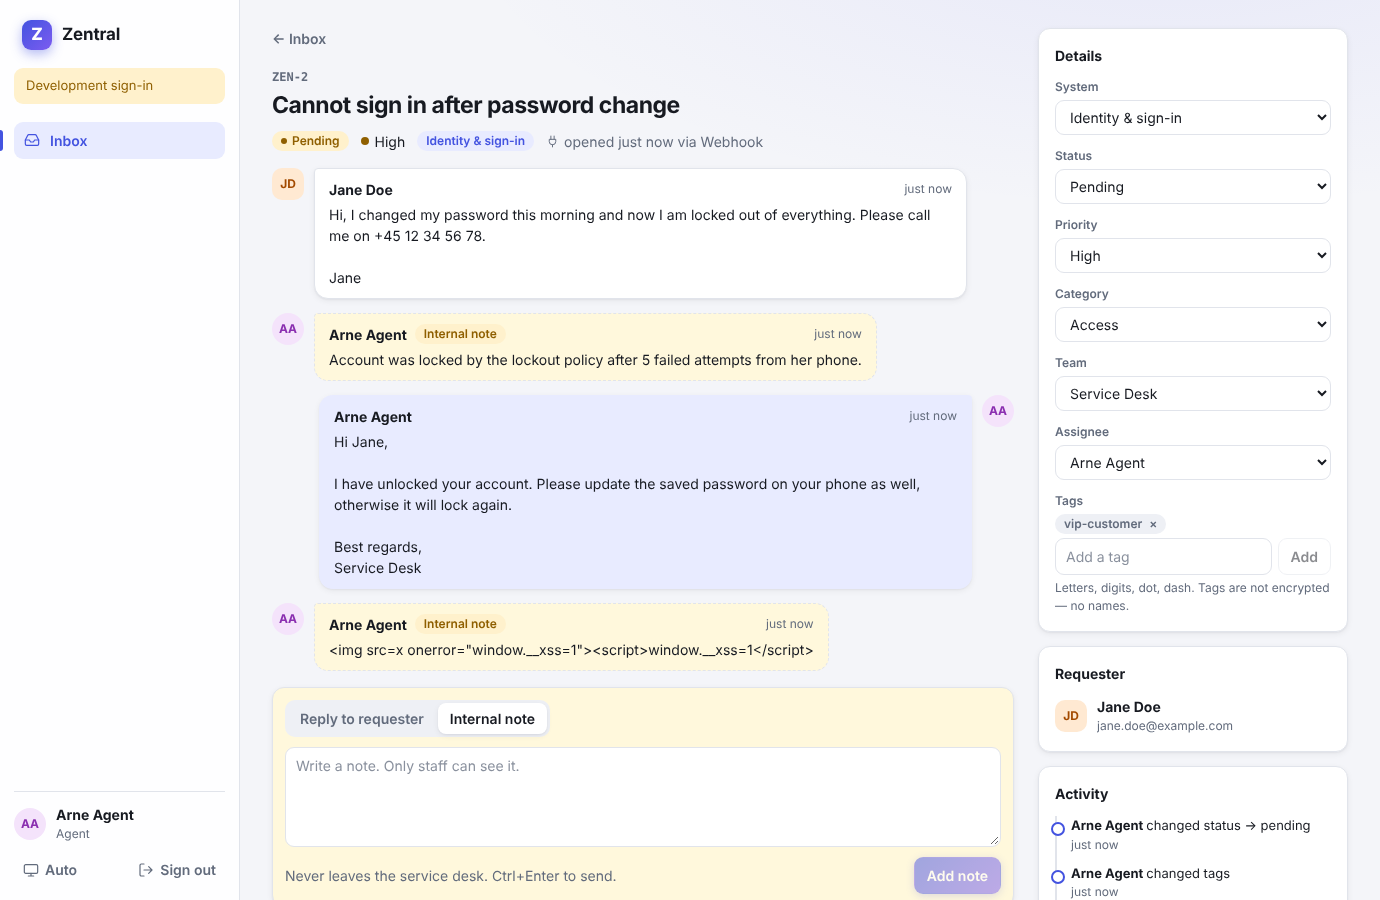 Z Zentral
Development sign-in
Inbox
AA Arne Agent
Agent
Auto
Sign out
← Inbox
ZEN-2
Cannot sign in after password change
Pending High Identity & sign-in opened just now via Webhook
JD Jane Doe just now
Hi, I changed my password this morning and now I am locked out of everything. Please call
me on +45 12 34 56 78.
Jane
AA Arne Agent Internal note just now
Account was locked by the lockout policy after 5 failed attempts from her phone.
Arne Agent just now AA
Hi Jane,
I have unlocked your account. Please update the saved password on your phone as well,
otherwise it will lock again.
Best regards,
Service Desk
AA Arne Agent Internal note just now
<img src=x onerror="window.__xss=1"><script>window.__xss=1</script>
Reply to requester Internal note
Write a note. Only staff can see it.
Never leaves the service desk. Ctrl+Enter to send. Add note
Details
System
Identity & sign-in
Status
Pending
Priority
High
Category
Access
Team
Service Desk
Assignee
Arne Agent
Tags
vip-customer ×
Add a tag Add
Letters, digits, dot, dash. Tags are not encrypted
— no names.
Requester
JD Jane Doe
jane.doe@example.com
Activity
Arne Agent changed status → pending
just now
Arne Agent changed tags
just now